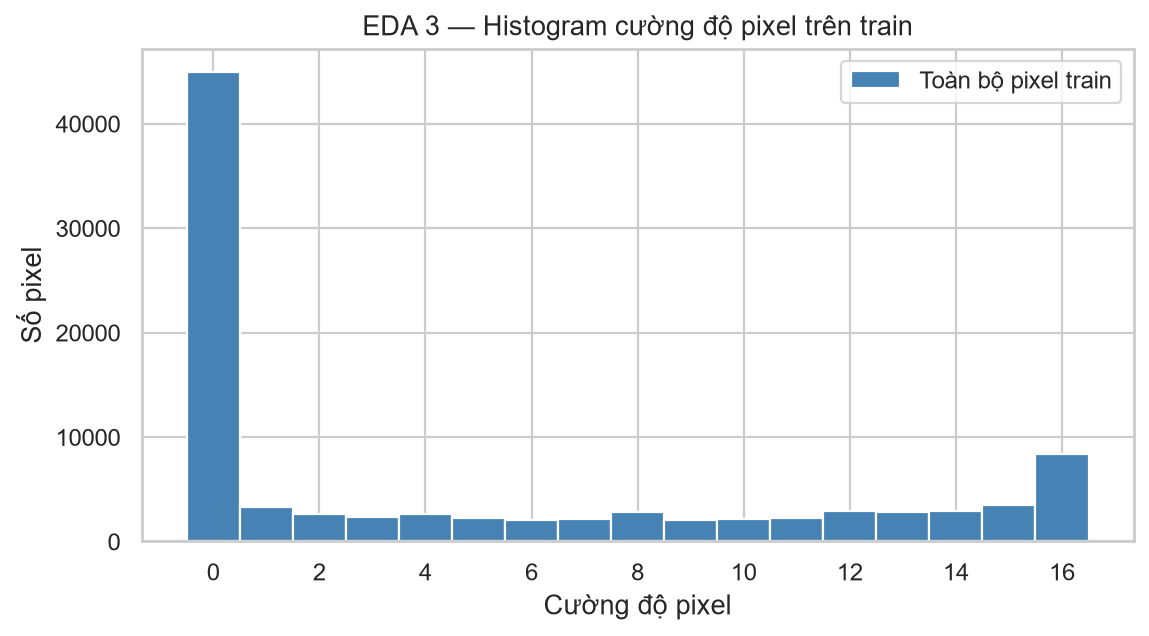 EDA 3 — Histogram cường độ pixel trên train
Toàn bộ pixel train
Số pixel
40000
30000
20000
10000
0
0 2 4 6 8 10 12 14 16
Cường độ pixel